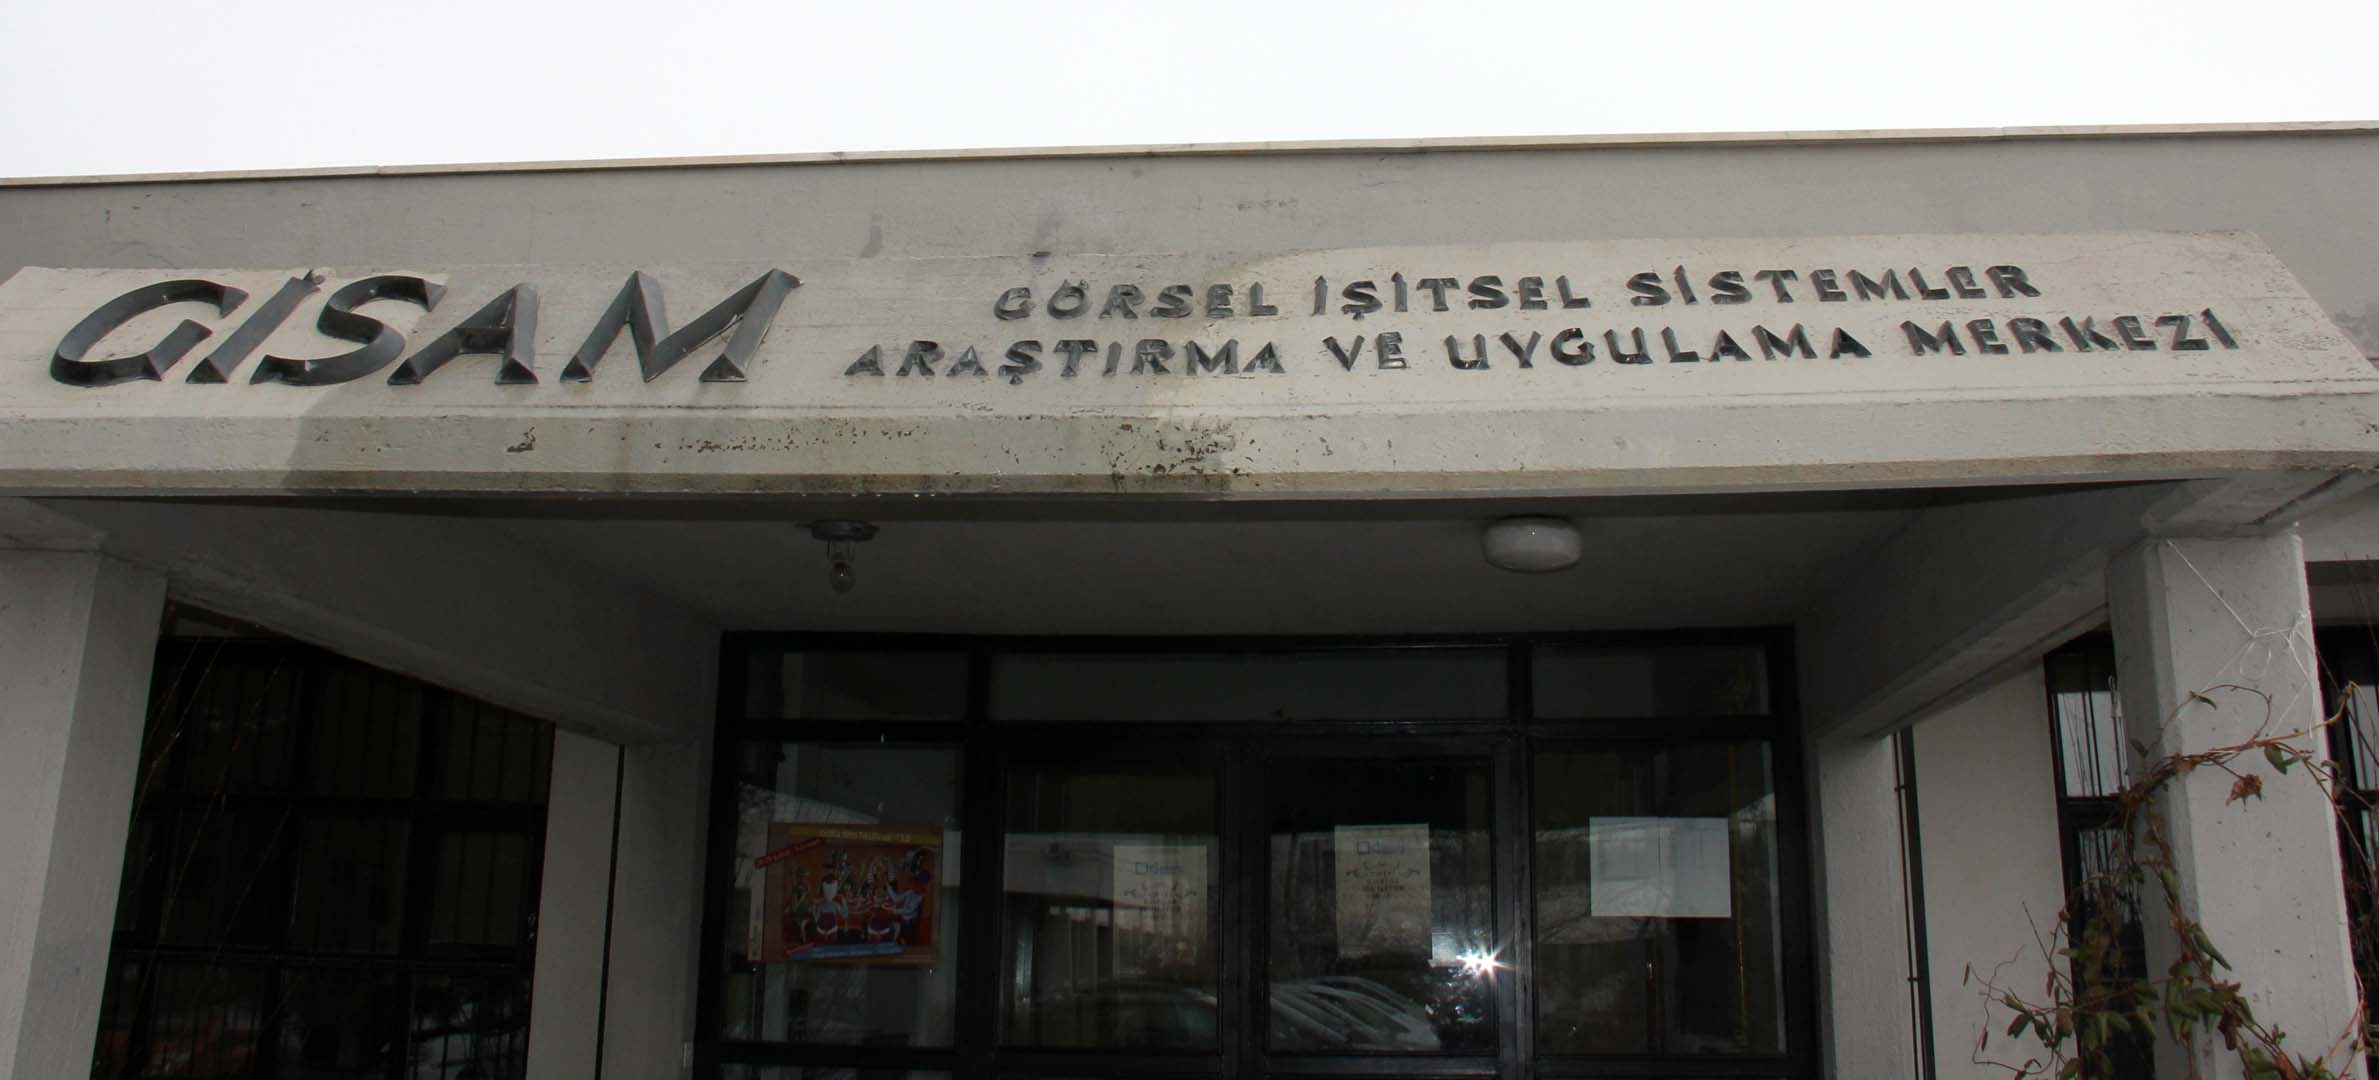 GİSAM
GÖRSEL İŞİTSEL SİSTEMLER
ARAŞTIRMA VE UYGULAMA MERKEZİ